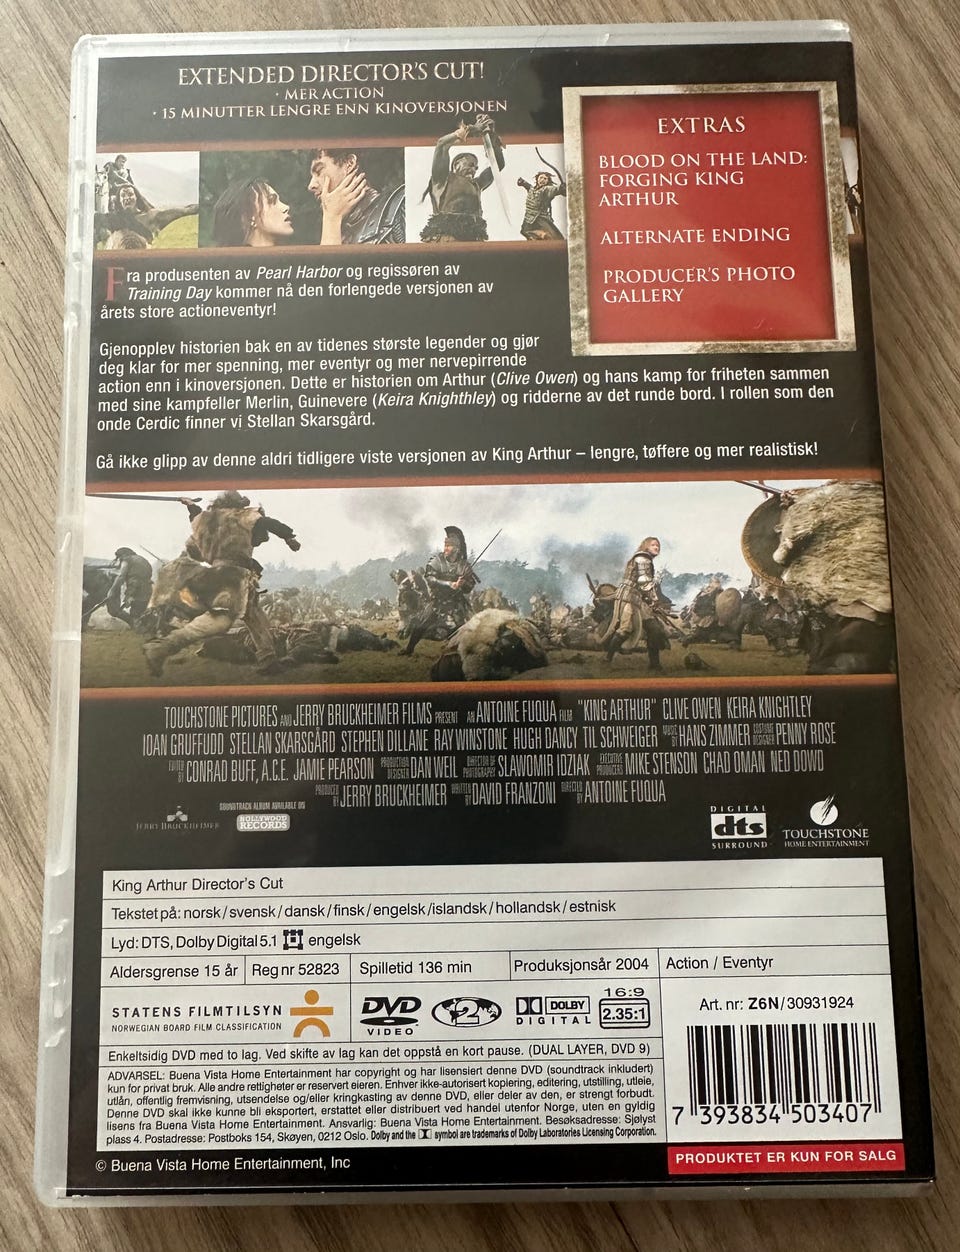 EXTENDED DIRECTOR'S CUT!
· MER ACTION
· 15 MINUTTER LENGRE ENN KINOVERSJONEN
EXTRAS
BLOOD ON THE LAND:
FORGING KING
ARTHUR
ALTERNATE ENDING
PRODUCER'S PHOTO
GALLERY
Fra produsenten av Pearl Harbor og regissøren av
Training Day kommer nå den forlengede versjonen av
årets store actioneventyr!
Gjenopplev historien bak en av tidenes største legender og gjør
deg klar for mer spenning, mer eventyr og mer nervepirrende
action enn i kinoversjonen. Dette er historien om Arthur (Clive Owen) og hans kamp for friheten sammen
med sine kampfeller Merlin, Guinevere (Keira Knighthley) og ridderne av det runde bord. I rollen som den
onde Cerdic finner vi Stellan Skarsgård.
Gå ikke glipp av denne aldri tidligere viste versjonen av King Arthur – lengre, tøffere og mer realistisk!
TOUCHSTONE PICTURES AND JERRY BRUCKHEIMER FILMS PRESENT AN ANTOINE FUQUA FILM "KING ARTHUR" CLIVE OWEN KEIRA KNIGHTLEY
IOAN GRUFFUDD STELLAN SKARSGÅRD STEPHEN DILLANE RAY WINSTONE HUGH DANCY TIL SCHWEIGER MUSIC BY HANS ZIMMER COSTUME DESIGNER PENNY ROSE
EDITED BY CONRAD BUFF, A.C.E. JAMIE PEARSON PRODUCTION DESIGNER DAN WEIL DIRECTOR OF PHOTOGRAPHY SLAWOMIR IDZIAK EXECUTIVE PRODUCERS MIKE STENSON CHAD OMAN NED DOWD
PRODUCED BY JERRY BRUCKHEIMER WRITTEN BY DAVID FRANZONI DIRECTED BY ANTOINE FUQUA
JERRY BRUCKHEIMER
SOUNDTRACK ALBUM AVAILABLE ON
HOLLYWOOD
RECORDS
DIGITAL
dts
SURROUND
TOUCHSTONE
HOME ENTERTAINMENT
King Arthur Director's Cut
Tekstet på: norsk/svensk/dansk/finsk/engelsk/islandsk/hollandsk/estnisk
Lyd: DTS, Dolby Digital 5.1 engelsk
Aldersgrense 15 år Reg nr 52823 Spilletid 136 min Produksjonsår 2004 Action / Eventyr
STATENS FILMTILSYN
NORWEGIAN BOARD FILM CLASSIFICATION
DVD
VIDEO
2
DOLBY
DIGITAL
16:9
2.35:1
Art. nr: Z6N/30931924
Enkeltsidig DVD med to lag. Ved skifte av lag kan det oppstå en kort pause. (DUAL LAYER, DVD 9)
ADVARSEL: Buena Vista Home Entertainment har copyright og har lisensiert denne DVD (soundtrack inkludert)
kun for privat bruk. Alle andre rettigheter er reservert eieren. Enhver ikke-autorisert kopiering, editering, utstilling, utleie,
utlån, offentlig fremvisning, utsendelse og/eller kringkasting av denne DVD, eller deler av den, er strengt forbudt.
Denne DVD skal ikke kunne bli eksportert, erstattet eller distribuert ved handel utenfor Norge, uten en gyldig
lisens fra Buena Vista Home Entertainment. Ansvarlig: Buena Vista Home Entertainment. Besøksadresse: Sjølyst
plass 4. Postadresse: Postboks 154, Skøyen, 0212 Oslo. Dolby and the symbol are trademarks of Dolby Laboratories Licensing Corporation.
7 393834 503407
© Buena Vista Home Entertainment, Inc
PRODUKTET ER KUN FOR SALG